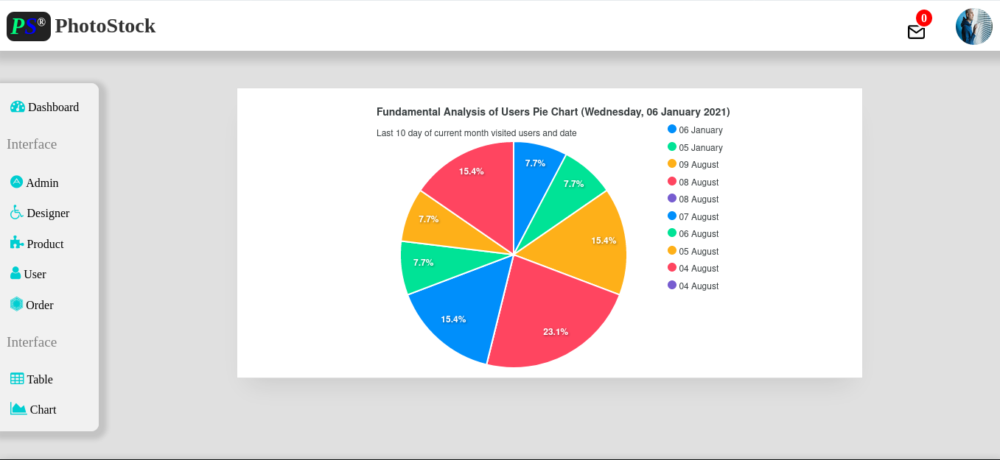 PS® PhotoStock
0
Dashboard
Interface
Admin
Designer
Product
User
Order
Interface
Table
Chart
Fundamental Analysis of Users Pie Chart (Wednesday, 06 January 2021)
Last 10 day of current month visited users and date
7.7%
7.7%
15.4%
23.1%
15.4%
7.7%
7.7%
15.4%
06 January
05 January
09 August
08 August
08 August
07 August
06 August
05 August
04 August
04 August